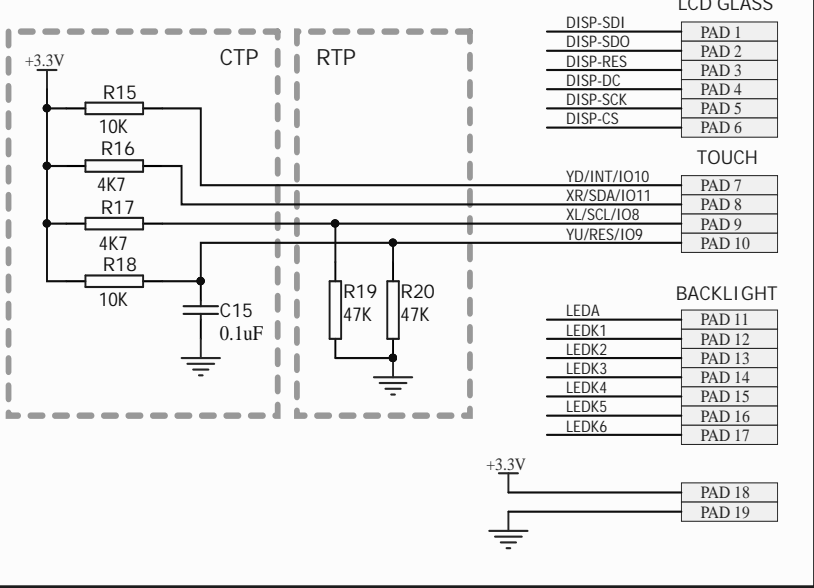 LCD GLASS
DISP-SDI PAD 1
DISP-SDO PAD 2
DISP-RES PAD 3
DISP-DC PAD 4
DISP-SCK PAD 5
DISP-CS PAD 6
CTP RTP
+3.3V
R15
10K
R16
4K7
R17
4K7
R18
10K
C15
0.1uF
R19
47K
R20
47K
TOUCH
YD/INT/IO10 PAD 7
XR/SDA/IO11 PAD 8
XL/SCL/IO8 PAD 9
YU/RES/IO9 PAD 10
BACKLIGHT
LEDA PAD 11
LEDK1 PAD 12
LEDK2 PAD 13
LEDK3 PAD 14
LEDK4 PAD 15
LEDK5 PAD 16
LEDK6 PAD 17
+3.3V
PAD 18
PAD 19